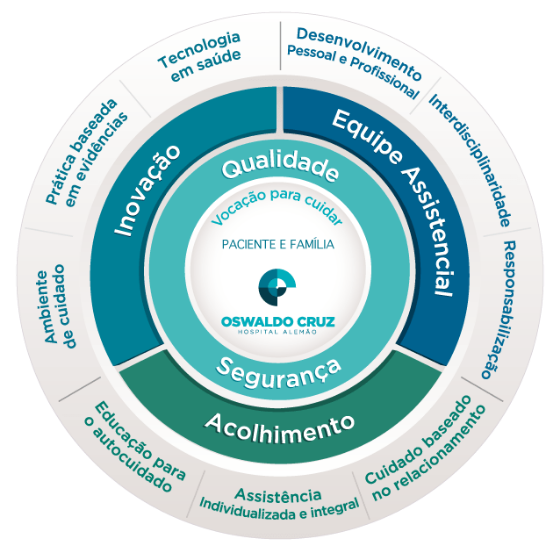 Tecnologia
em saúde
Desenvolvimento
Pessoal e Profissional
Prática baseada
em evidências
Interdisciplinaridade
Inovação
Equipe Assistencial
Qualidade
Vocação para cuidar
PACIENTE E FAMÍLIA
OSWALDO CRUZ
HOSPITAL ALEMÃO
Ambiente
de cuidado
Responsabilização
Segurança
Acolhimento
Educação para
o autocuidado
Assistência
Individualizada e integral
Cuidado baseado
no relacionamento